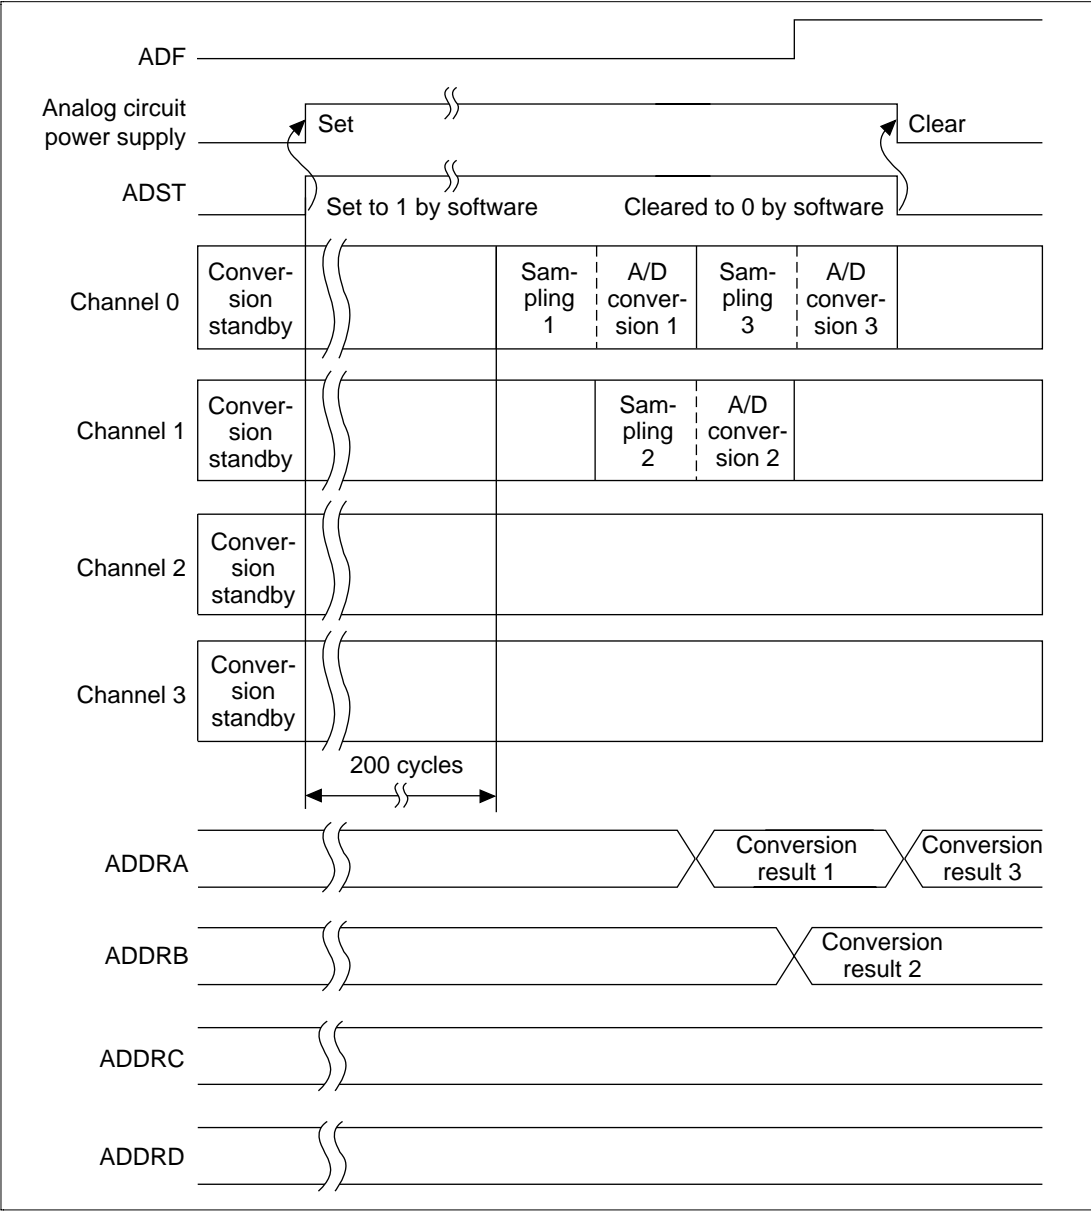 ADF
Analog circuit
power supply
Set
Clear
ADST
Set to 1 by software
Cleared to 0 by software
Channel 0
Conver-
sion
standby
Sam-
pling
1
A/D
conver-
sion 1
Sam-
pling
3
A/D
conver-
sion 3
Channel 1
Conver-
sion
standby
Sam-
pling
2
A/D
conver-
sion 2
Channel 2
Conver-
sion
standby
Channel 3
Conver-
sion
standby
200 cycles
ADDRA
Conversion
result 1
Conversion
result 3
ADDRB
Conversion
result 2
ADDRC
ADDRD